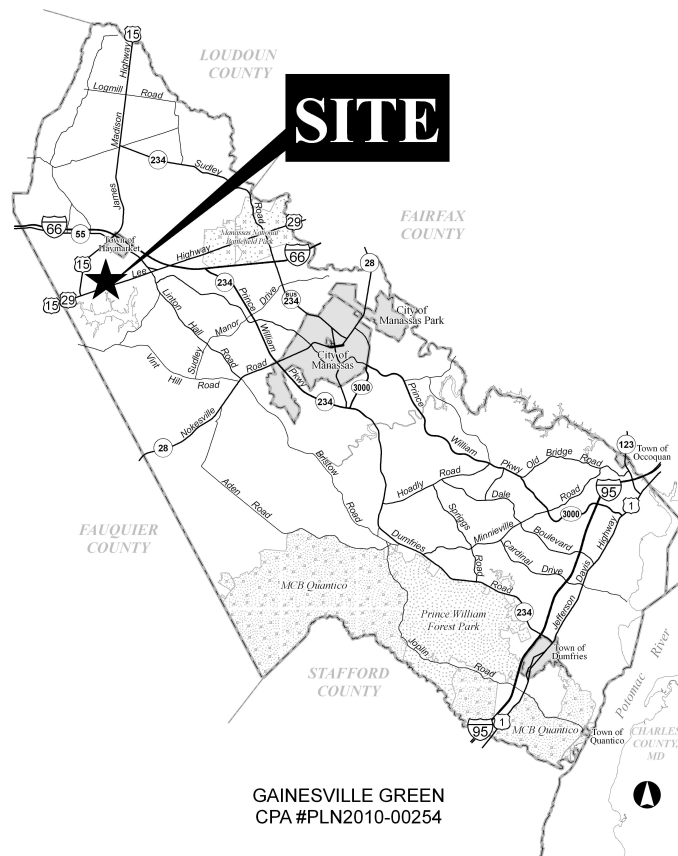 15
LOUDOUN
COUNTY
SITE
Highway
Logmill Road
Madison
234
Sudley
James
Road
Manassas National
Battlefield Park
29
FAIRFAX
COUNTY
66
55
Town of
Haymarket
Highway
66
15
Lee
28
234
Prince
Drive
BUS
234
15
29
Linton
Hall
Road
Manor
Sudley
William
Pkwy
City of
Manassas Park
City of
Manassas
Vint
Hill
Road
Road
3000
234
Prince
William
Pkwy
Nokesville
28
123
Town of
Occoquan
Old Bridge Road
Bristow
Road
Hoadly Road
95
1
Aden
Road
Spriggs
Road
Dale
Boulevard
Road
3000
Minnieville
Highway
FAUQUIER
COUNTY
Dumfries
Road
Cardinal
Drive
Davis
Jefferson
MCB Quantico
Prince William
Forest Park
234
Joplin
Road
Town of
Dumfries
STAFFORD
COUNTY
Potomac River
1
95
MCB Quantico
Town of
Quantico
CHARLES
COUNTY,
MD
GAINESVILLE GREEN
CPA #PLN2010-00254